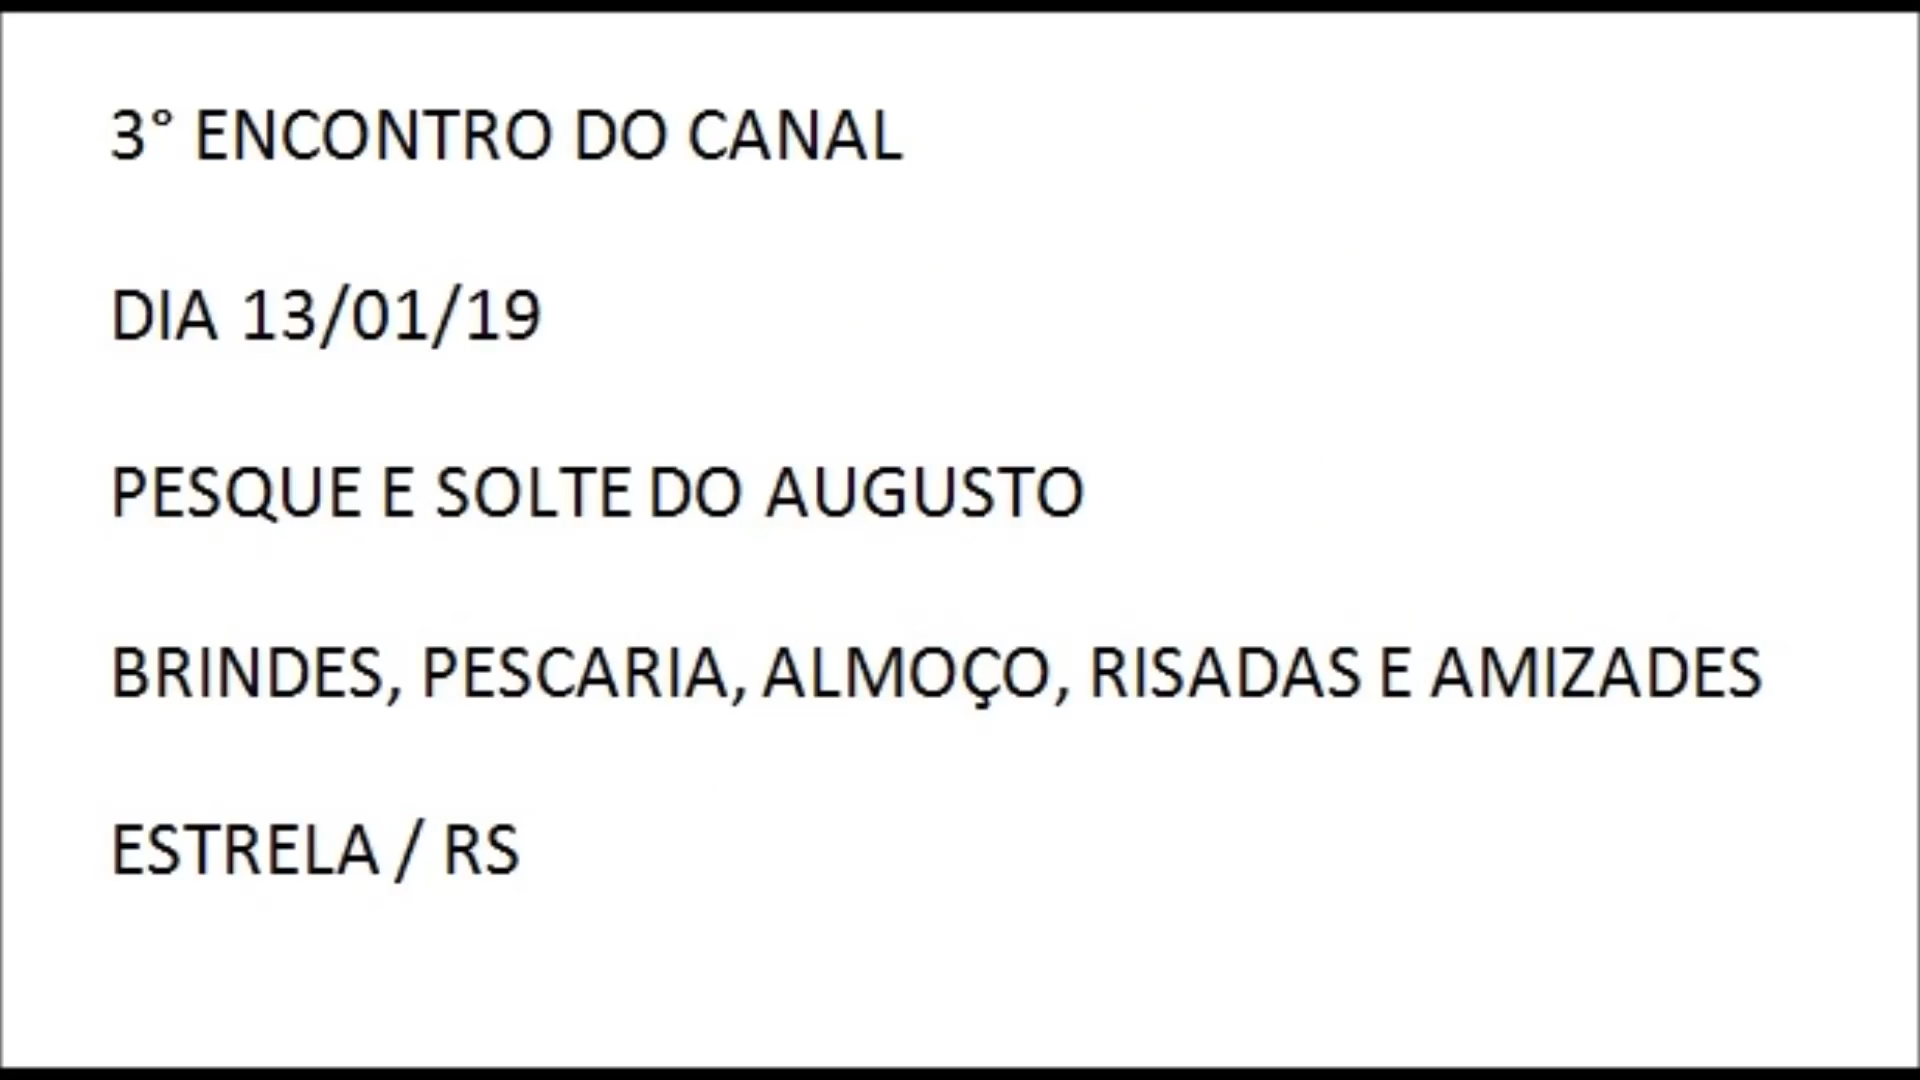 3° ENCONTRO DO CANAL
DIA 13/01/19
PESQUE E SOLTE DO AUGUSTO
BRINDES, PESCARIA, ALMOÇO, RISADAS E AMIZADES
ESTRELA / RS